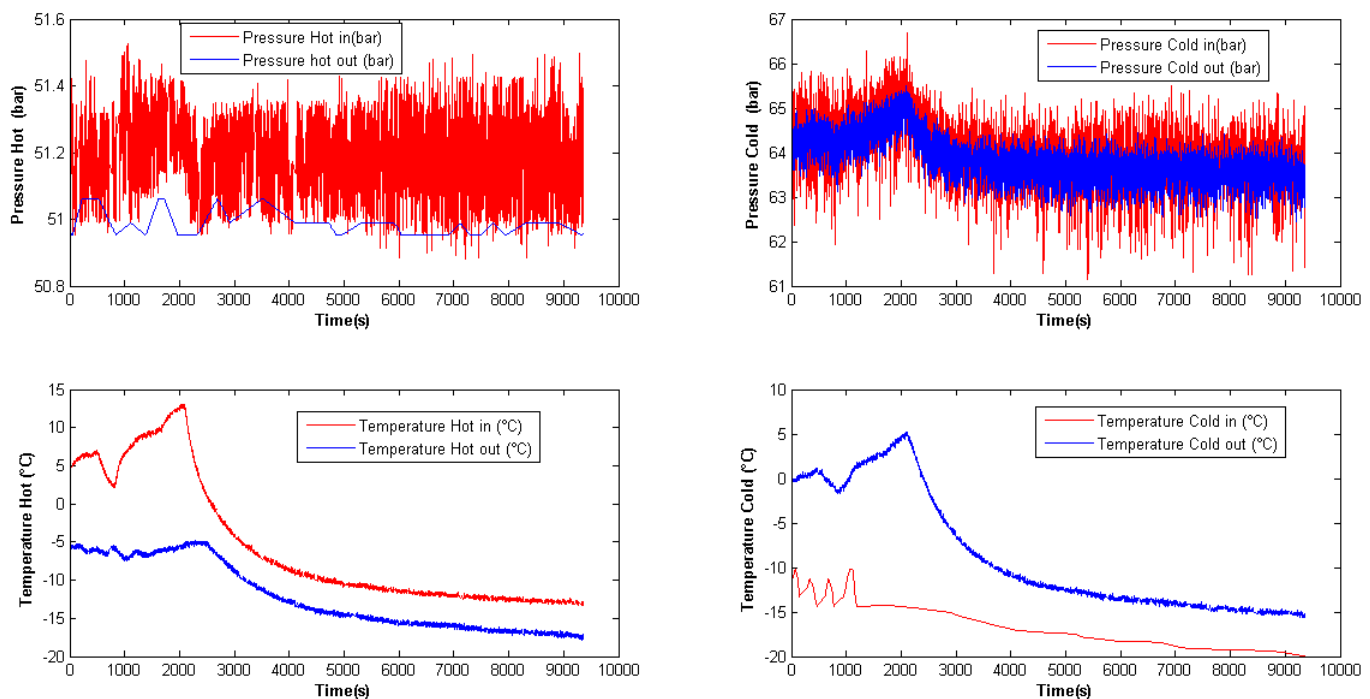 51.6
51.4
51.2
51
50.8
Pressure Hot (bar)
Pressure Hot in(bar)
Pressure hot out (bar)
0 1000 2000 3000 4000 5000 6000 7000 8000 9000 10000
Time(s)
67
66
65
64
63
62
61
Pressure Cold (bar)
Pressure Cold in(bar)
Pressure Cold out (bar)
0 1000 2000 3000 4000 5000 6000 7000 8000 9000 10000
Time(s)
15
10
5
0
-5
-10
-15
-20
Temperature Hot (°C)
Temperature Hot in (°C)
Temperature Hot out (°C)
0 1000 2000 3000 4000 5000 6000 7000 8000 9000 10000
Time(s)
10
5
0
-5
-10
-15
-20
Temperature Cold (°C)
Temperature Cold in (°C)
Temperature Cold out (°C)
0 1000 2000 3000 4000 5000 6000 7000 8000 9000 10000
Time(s)